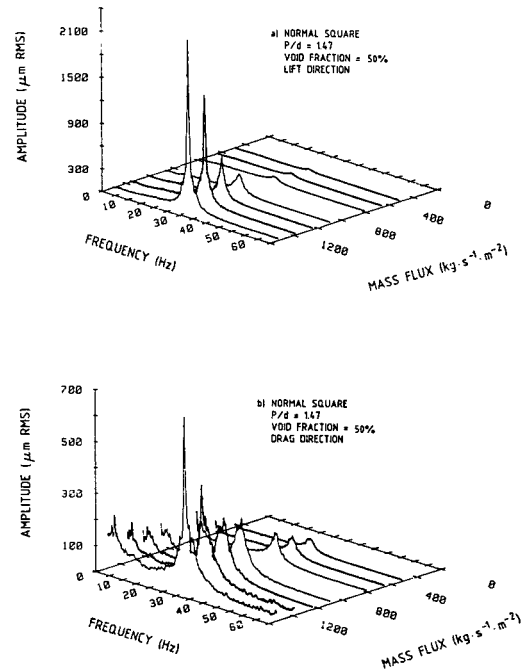 AMPLITUDE (μm RMS)
2100
1500
900
300
0
a) NORMAL SQUARE
P/d = 1.47
VOID FRACTION = 50%
LIFT DIRECTION
10
20
30
40
50
60
FREQUENCY (Hz)
1200
800
400
0
MASS FLUX (kg·s⁻¹·m⁻²)
AMPLITUDE (μm RMS)
700
500
300
100
0
b) NORMAL SQUARE
P/d = 1.47
VOID FRACTION = 50%
DRAG DIRECTION
10
20
30
40
50
60
FREQUENCY (Hz)
1200
800
400
0
MASS FLUX (kg·s⁻¹·m⁻²)